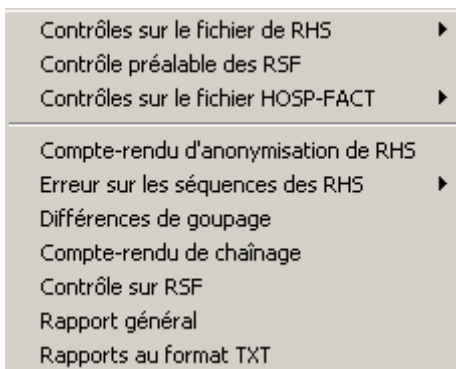 Contrôles sur le fichier de RHS
Contrôle préalable des RSF
Contrôles sur le fichier HOSP-FACT
Compte-rendu d'anonymisation de RHS
Erreur sur les séquences des RHS
Différences de goupage
Compte-rendu de chaînage
Contrôle sur RSF
Rapport général
Rapports au format TXT